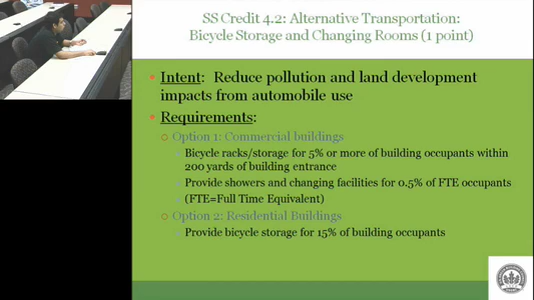 SS Credit 4.2: Alternative Transportation:
Bicycle Storage and Changing Rooms (1 point)
Intent: Reduce pollution and land development
impacts from automobile use
Requirements:
Option 1: Commercial buildings
Bicycle racks/storage for 5% or more of building occupants within
200 yards of building entrance
Provide showers and changing facilities for 0.5% of FTE occupants
(FTE=Full Time Equivalent)
Option 2: Residential Buildings
Provide bicycle storage for 15% of building occupants